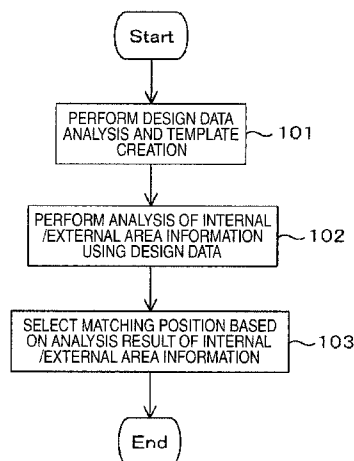 Start
PERFORM DESIGN DATA
ANALYSIS AND TEMPLATE
CREATION
101
PERFORM ANALYSIS OF INTERNAL
/EXTERNAL AREA INFORMATION
USING DESIGN DATA
102
SELECT MATCHING POSITION BASED
ON ANALYSIS RESULT OF INTERNAL
/EXTERNAL AREA INFORMATION
103
End